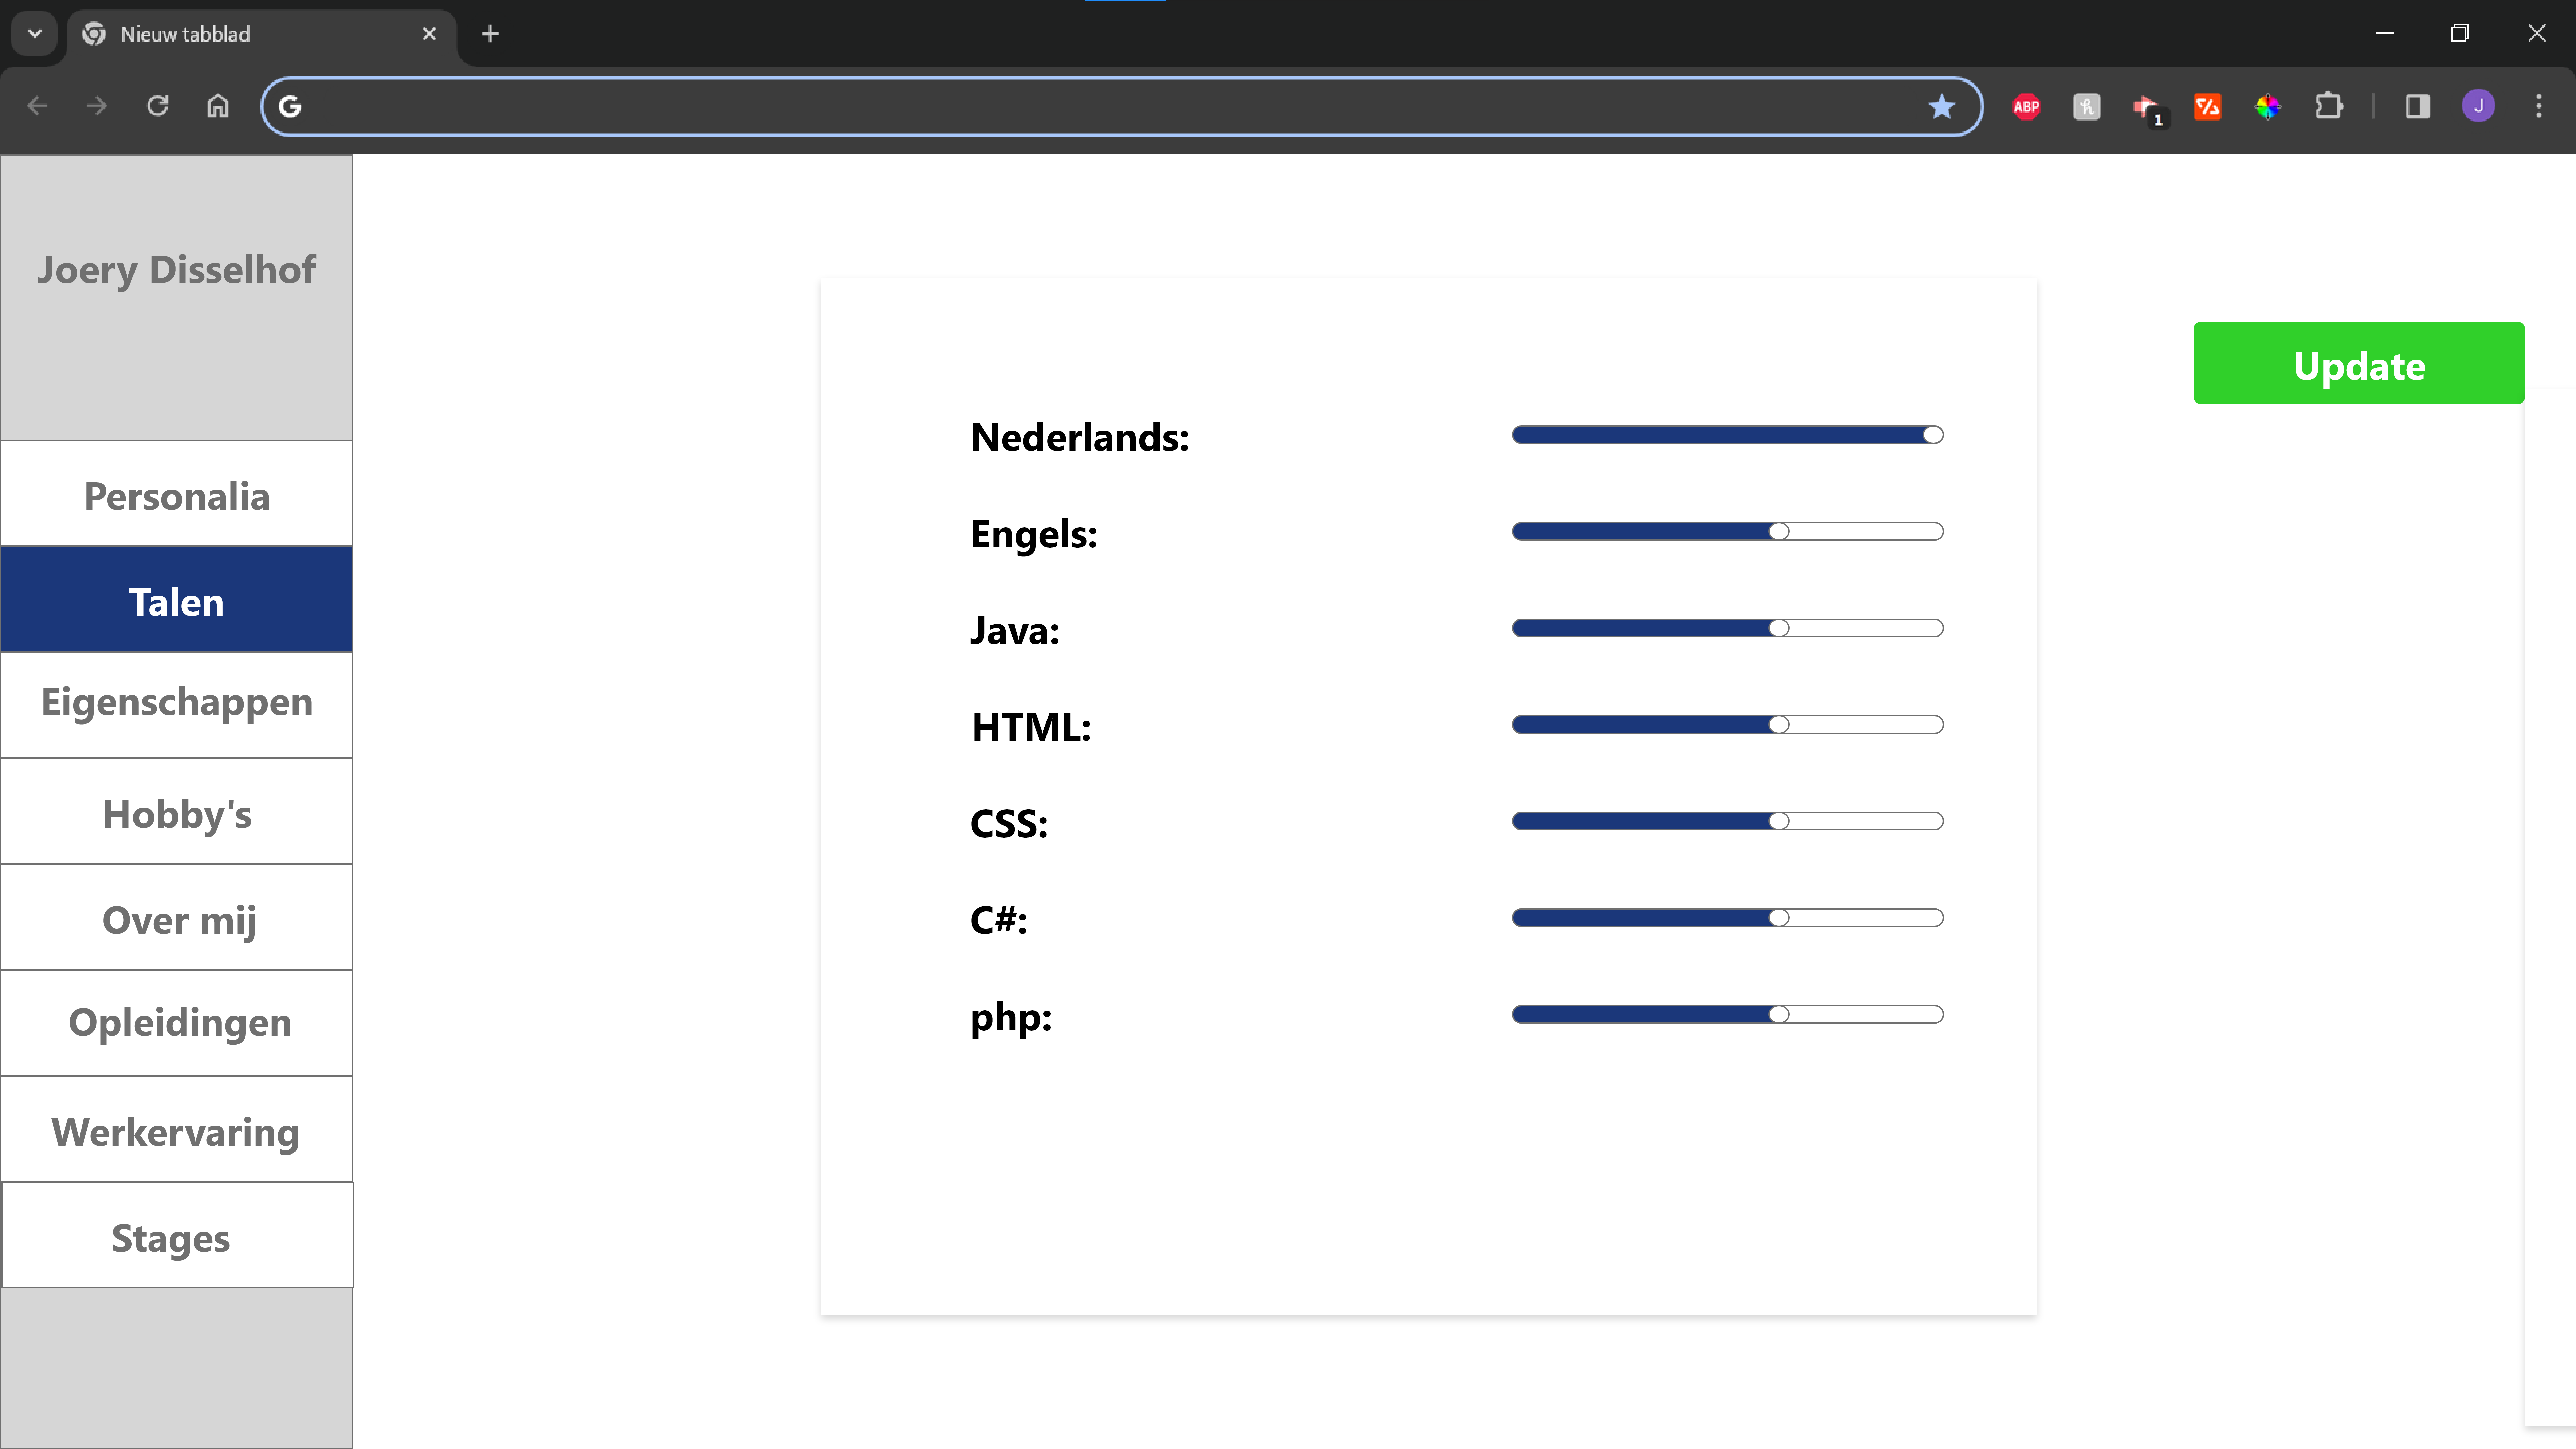 Nieuw tabblad
G
ABP
1
J
Joery Disselhof
Personalia
Talen
Eigenschappen
Hobby's
Over mij
Opleidingen
Werkervaring
Stages
Update
Nederlands:
Engels:
Java:
HTML:
CSS:
C#:
php: